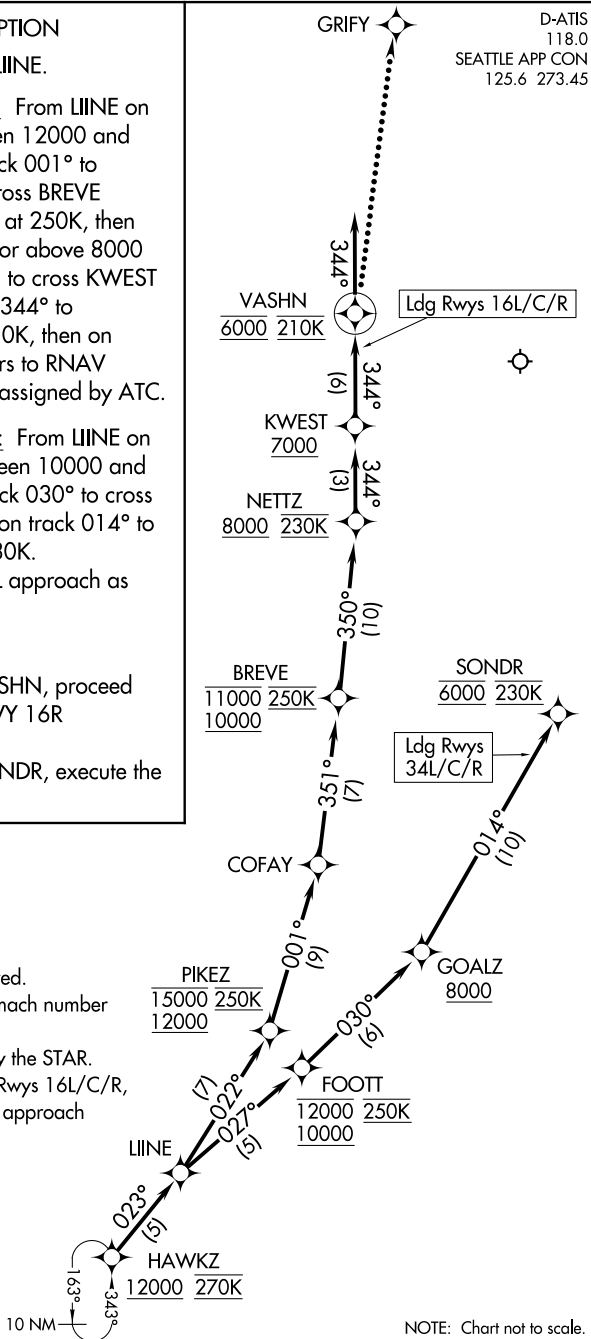 PTION
LIINE.
From LIINE on
en 12000 and
ck 001° to
ross BREVE
at 250K, then
or above 8000
to cross KWEST
344° to
0K, then on
rs to RNAV
assigned by ATC.
: From LIINE on
een 10000 and
ck 030° to cross
on track 014° to
30K.
L approach as
SHN, proceed
WY 16R
NDR, execute the
GRIFY
D-ATIS
118.0
SEATTLE APP CON
125.6 273.45
344°
VASHN
6000 210K
Ldg Rwys 16L/C/R
344°
(6)
KWEST
7000
344°
(3)
NETTZ
8000 230K
350°
(10)
BREVE
11000 250K
10000
SONDR
6000 230K
Ldg Rwys
34L/C/R
351°
(7)
014°
(10)
COFAY
001°
(9)
GOALZ
8000
PIKEZ
15000 250K
12000
030°
(6)
red.
mach number
y the STAR.
Rwys 16L/C/R,
approach
FOOTT
12000 250K
10000
022°
(7)
027°
(5)
LIINE
023°
(5)
HAWKZ
12000 270K
163°
343°
10 NM
NOTE: Chart not to scale.